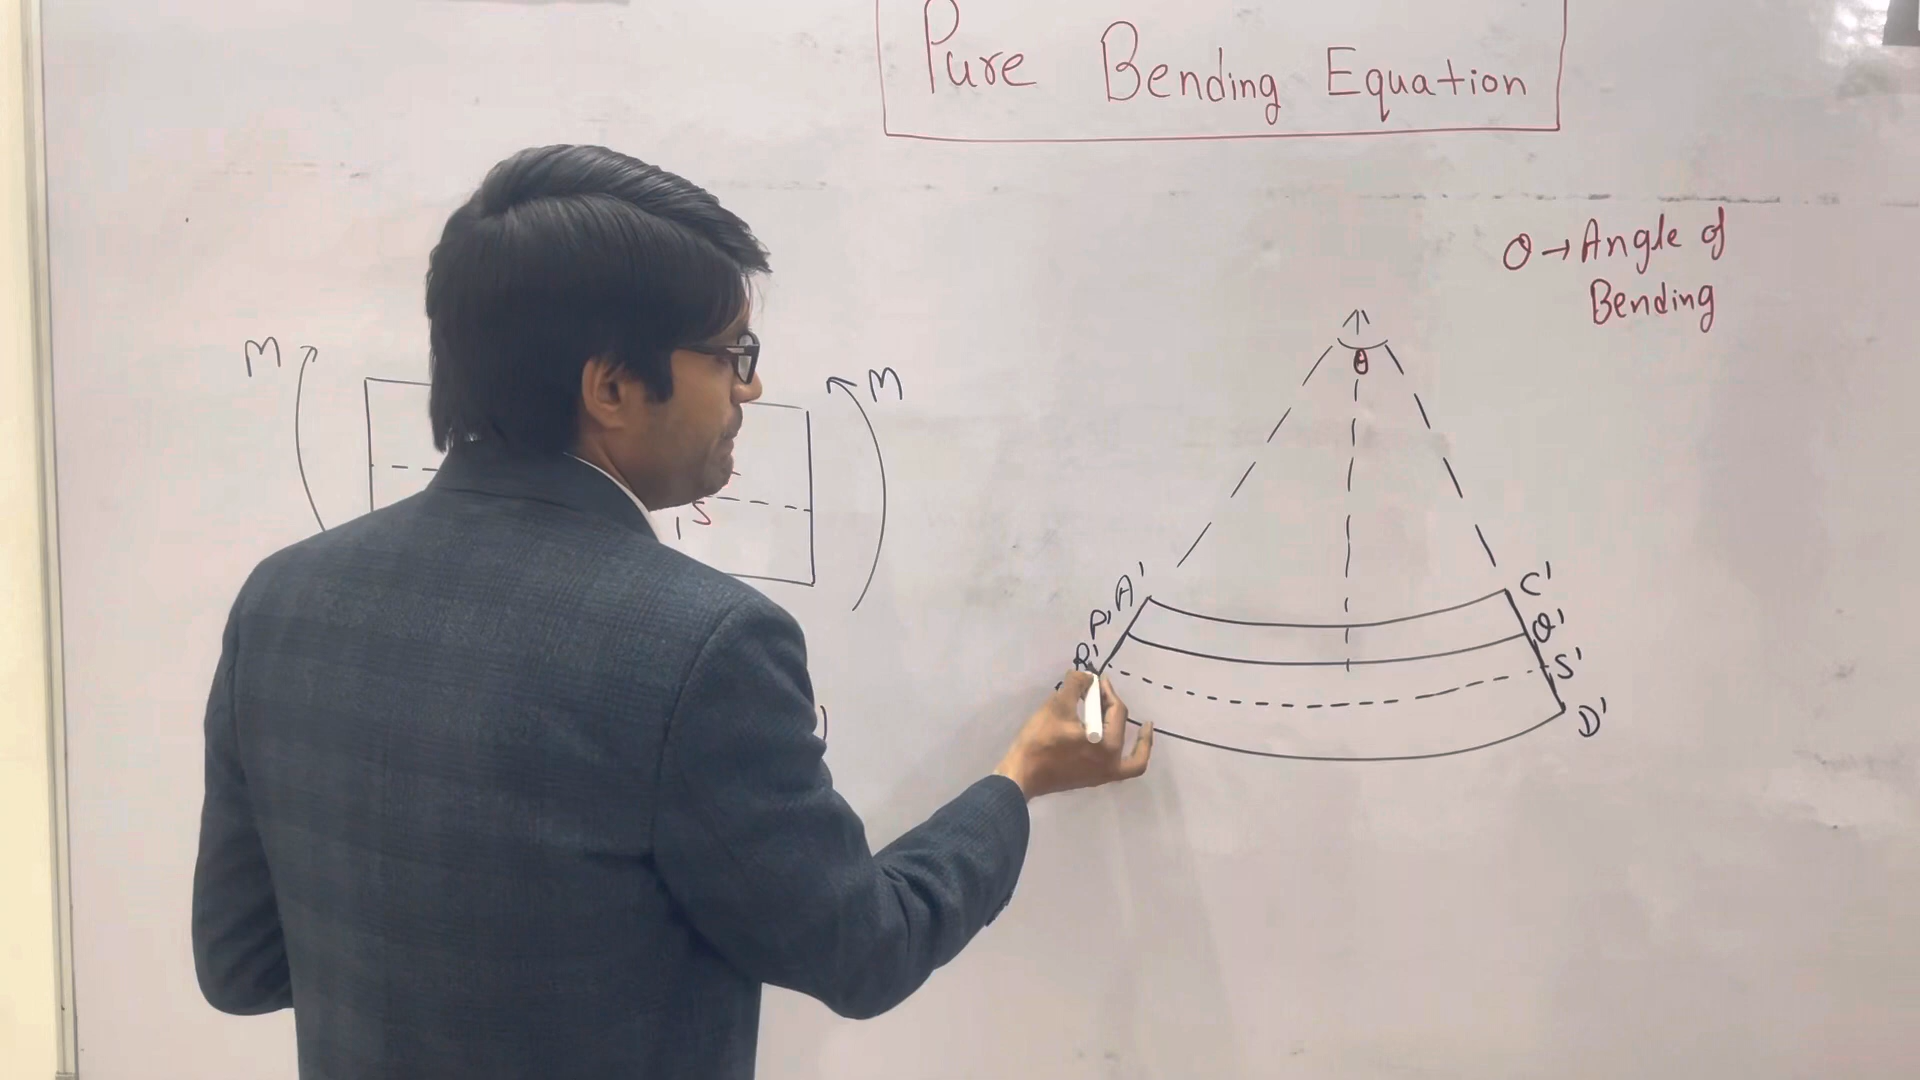 Pure Bending Equation
θ → Angle of
Bending
M
M
S
θ
A'
C'
P'
Q'
R'
S'
D'